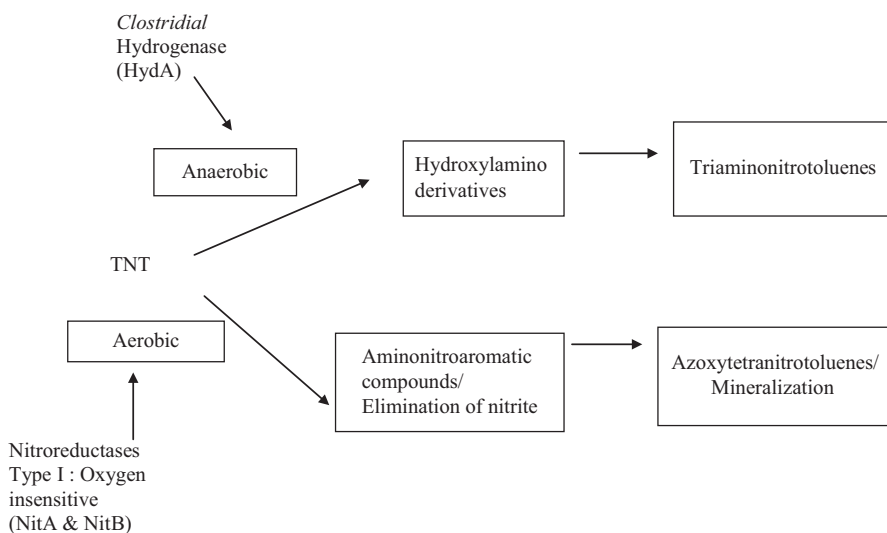 Clostridial
Hydrogenase
(HydA)
Anaerobic
Hydroxylamino
derivatives
Triaminonitrotoluenes
TNT
Aerobic
Aminonitroaromatic
compounds/
Elimination of nitrite
Azoxytetranitrotoluenes/
Mineralization
Nitroreductases
Type I : Oxygen
insensitive
(NitA & NitB)